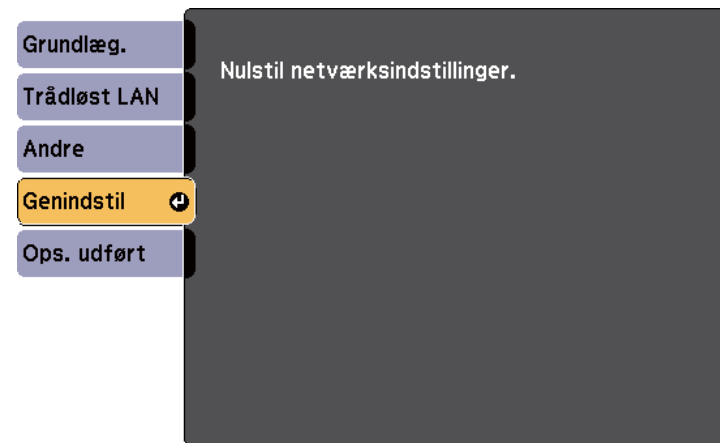 Grundlæg.
Trådløst LAN
Andre
Genindstil
Ops. udført
Nulstil netværksindstillinger.